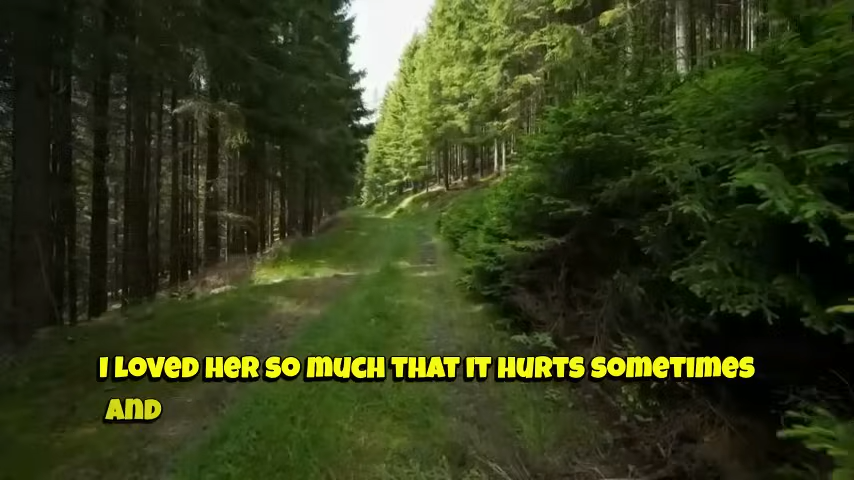 I LOVED HER SO MUCH THAT IT HURTS SOMETIMES
AND